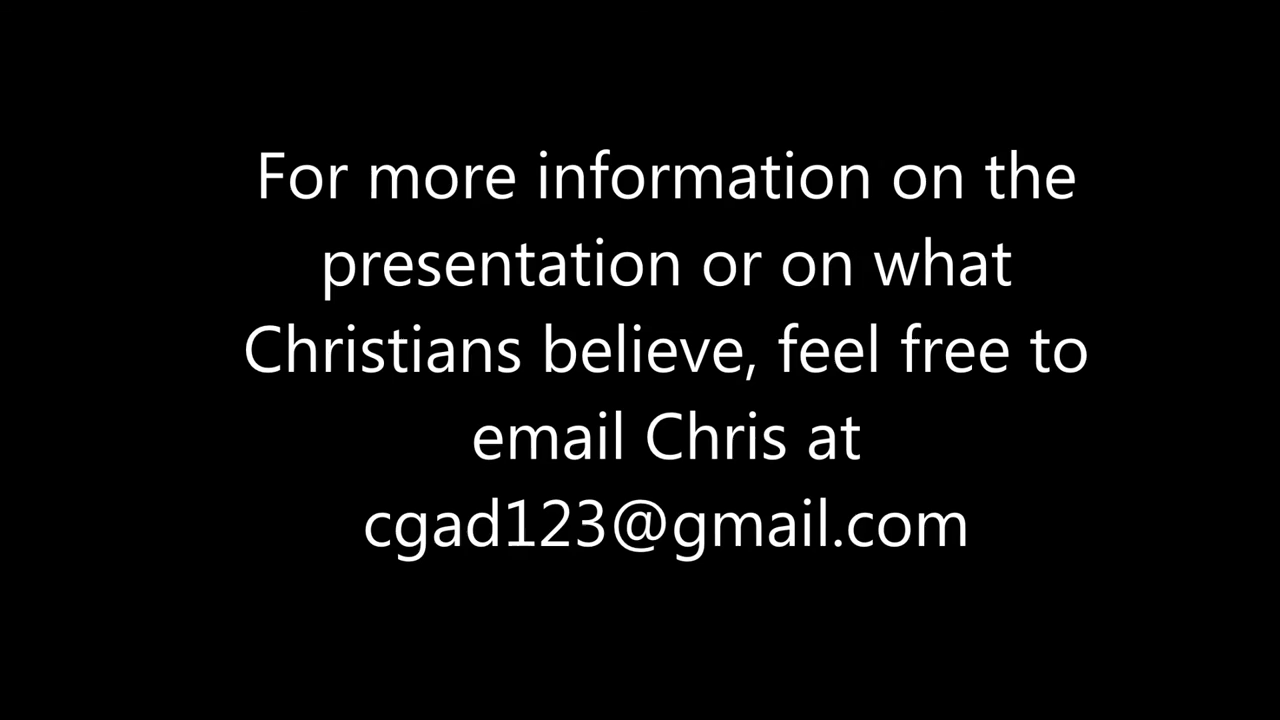 For more information on the
presentation or on what
Christians believe, feel free to
email Chris at
cgad123@gmail.com